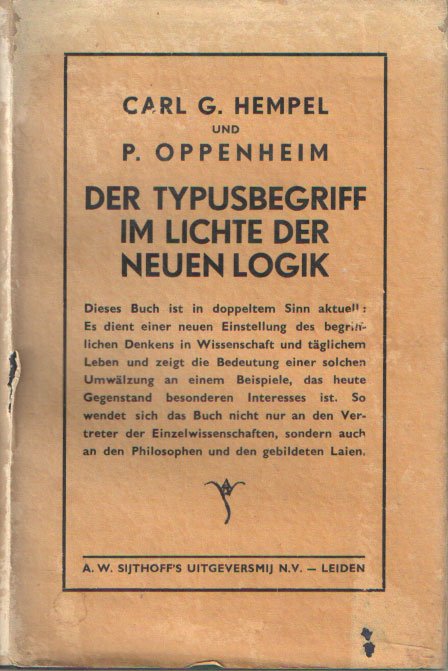 CARL G. HEMPEL
UND
P. OPPENHEIM
DER TYPUSBEGRIFF
IM LICHTE DER
NEUEN LOGIK
Dieses Buch ist in doppeltem Sinn aktuell:
Es dient einer neuen Einstellung des begriff-
lichen Denkens in Wissenschaft und täglichem
Leben und zeigt die Bedeutung einer solchen
Umwälzung an einem Beispiele, das heute
Gegenstand besonderen Interesses ist. So
wendet sich das Buch nicht nur an den Ver-
treter der Einzelwissenschaften, sondern auch
an den Philosophen und den gebildeten Laien.
A. W. SIJTHOFF'S UITGEVERSMIJ N.V. — LEIDEN